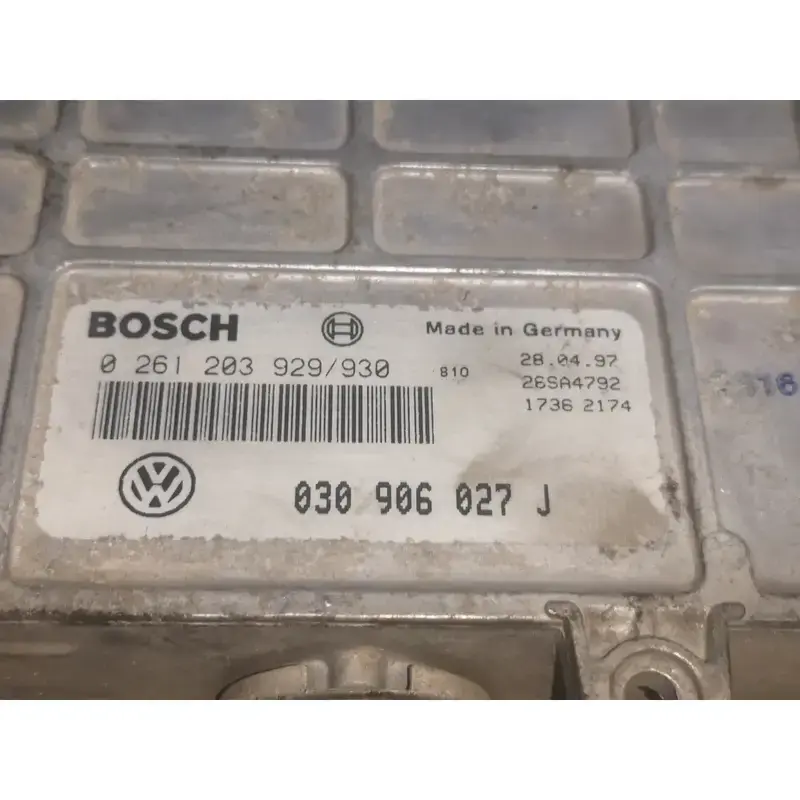 BOSCH
Made in Germany
0 261 203 929/930
810
28.04.97
26SA4792
1736 2174
030 906 027 J